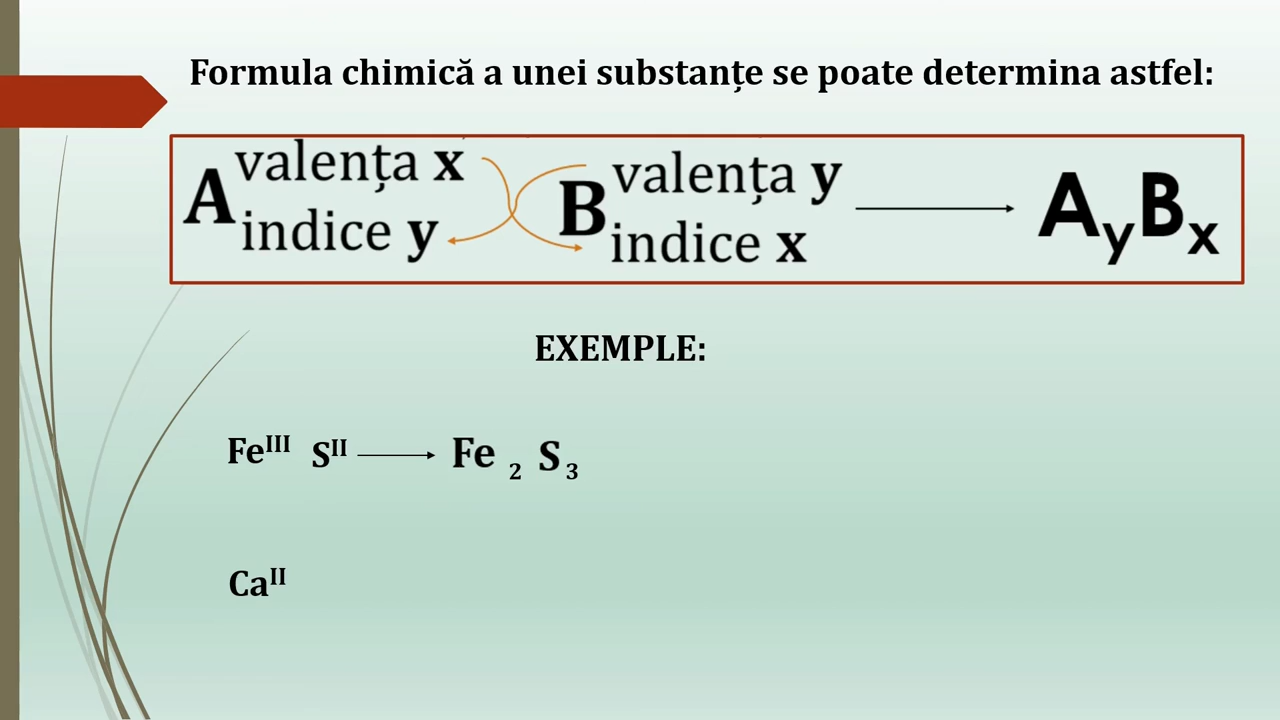 Formula chimică a unei substanțe se poate determina astfel:
A valența x indice y B valența y indice x AyBx
EXEMPLE:
Feᴵᴵᴵ Sᴵᴵ Fe ₂ S ₃
Caᴵᴵ